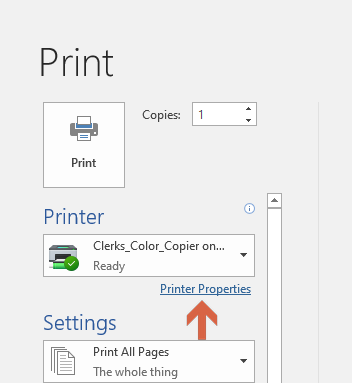 Print
Copies: 1
Print
Printer
Clerks_Color_Copier on...
Ready
Printer Properties
Settings
Print All Pages
The whole thing